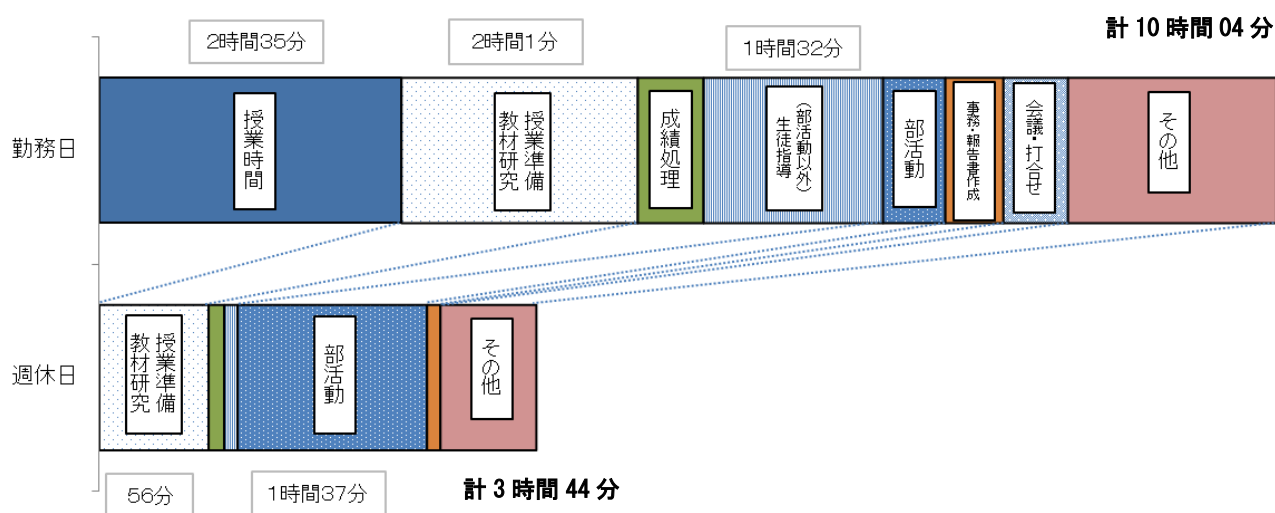 計 10 時間 04 分
2時間35分
2時間1分
1時間32分
勤務日
授業時間
授業準備
教材研究
成績処理
(部活動以外)
生徒指導
部活動
事務・報告書作成
会議・打合せ
その他
週休日
授業準備
教材研究
部活動
その他
56分
1時間37分
計 3 時間 44 分